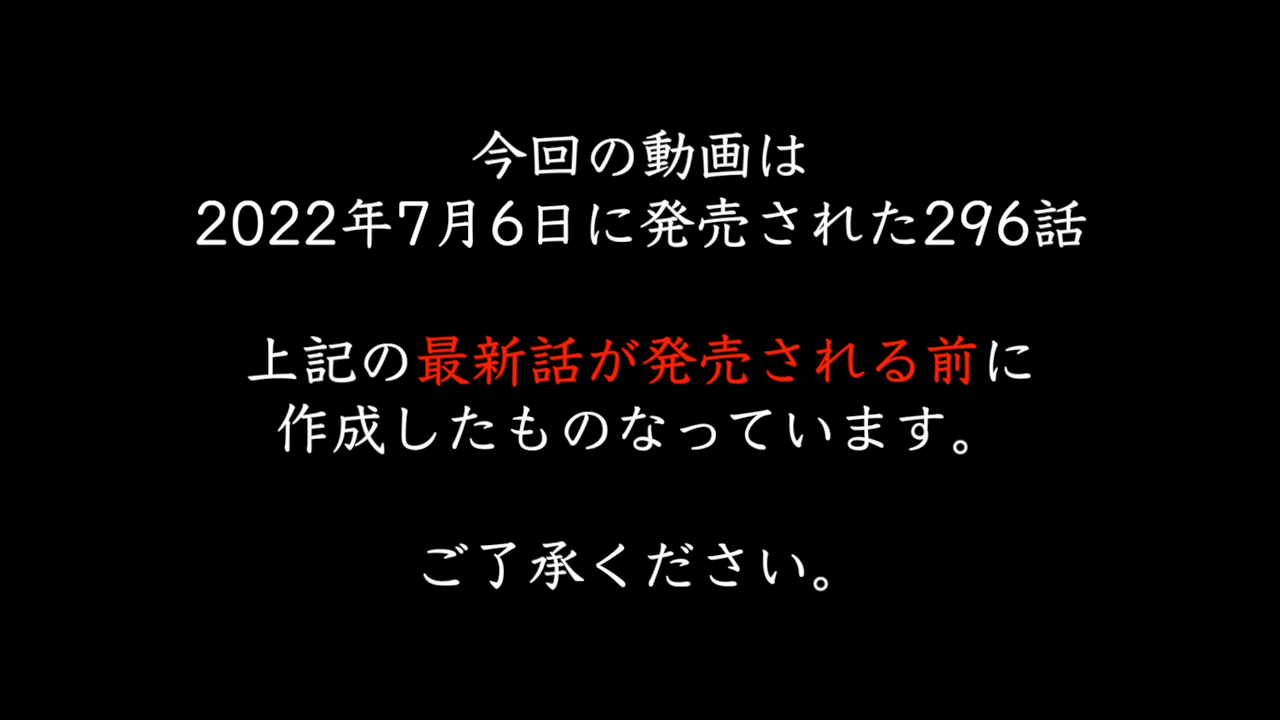 今回の動画は
2022年7月6日に発売された296話
上記の最新話が発売される前に
作成したものなっています。
ご了承ください。